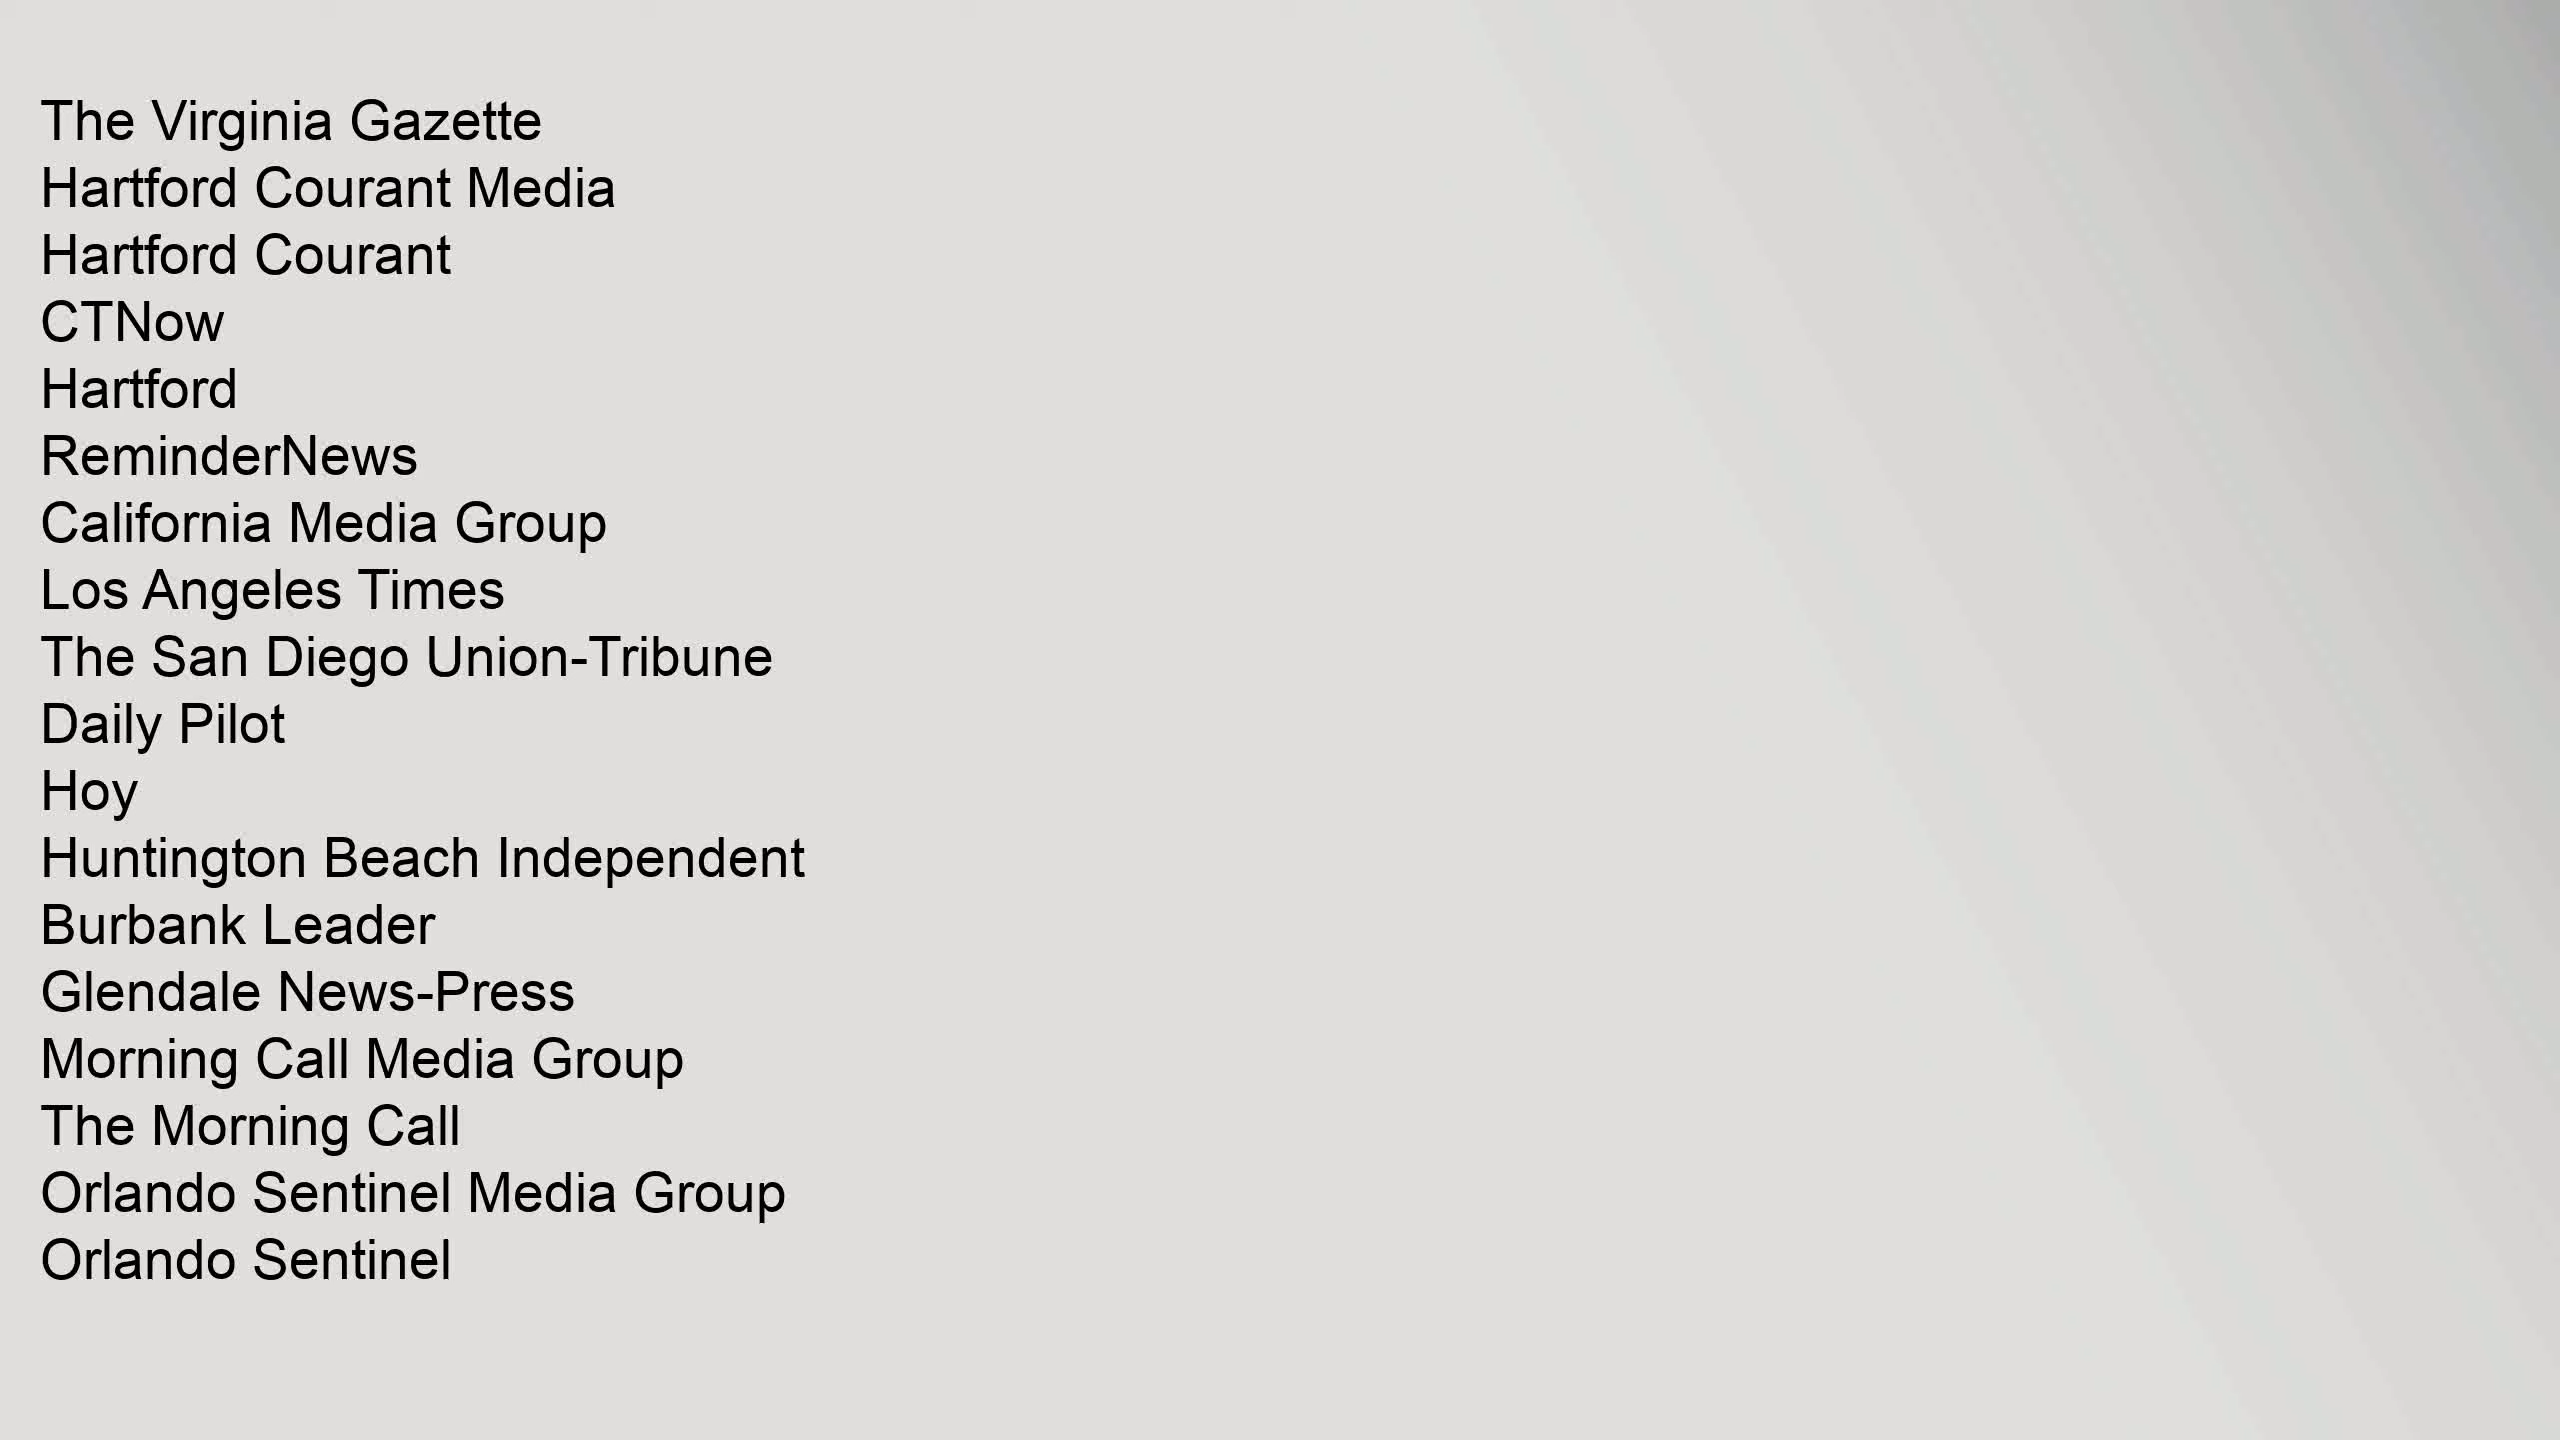 The Virginia Gazette
Hartford Courant Media
Hartford Courant
CTNow
Hartford
ReminderNews
California Media Group
Los Angeles Times
The San Diego Union-Tribune
Daily Pilot
Hoy
Huntington Beach Independent
Burbank Leader
Glendale News-Press
Morning Call Media Group
The Morning Call
Orlando Sentinel Media Group
Orlando Sentinel